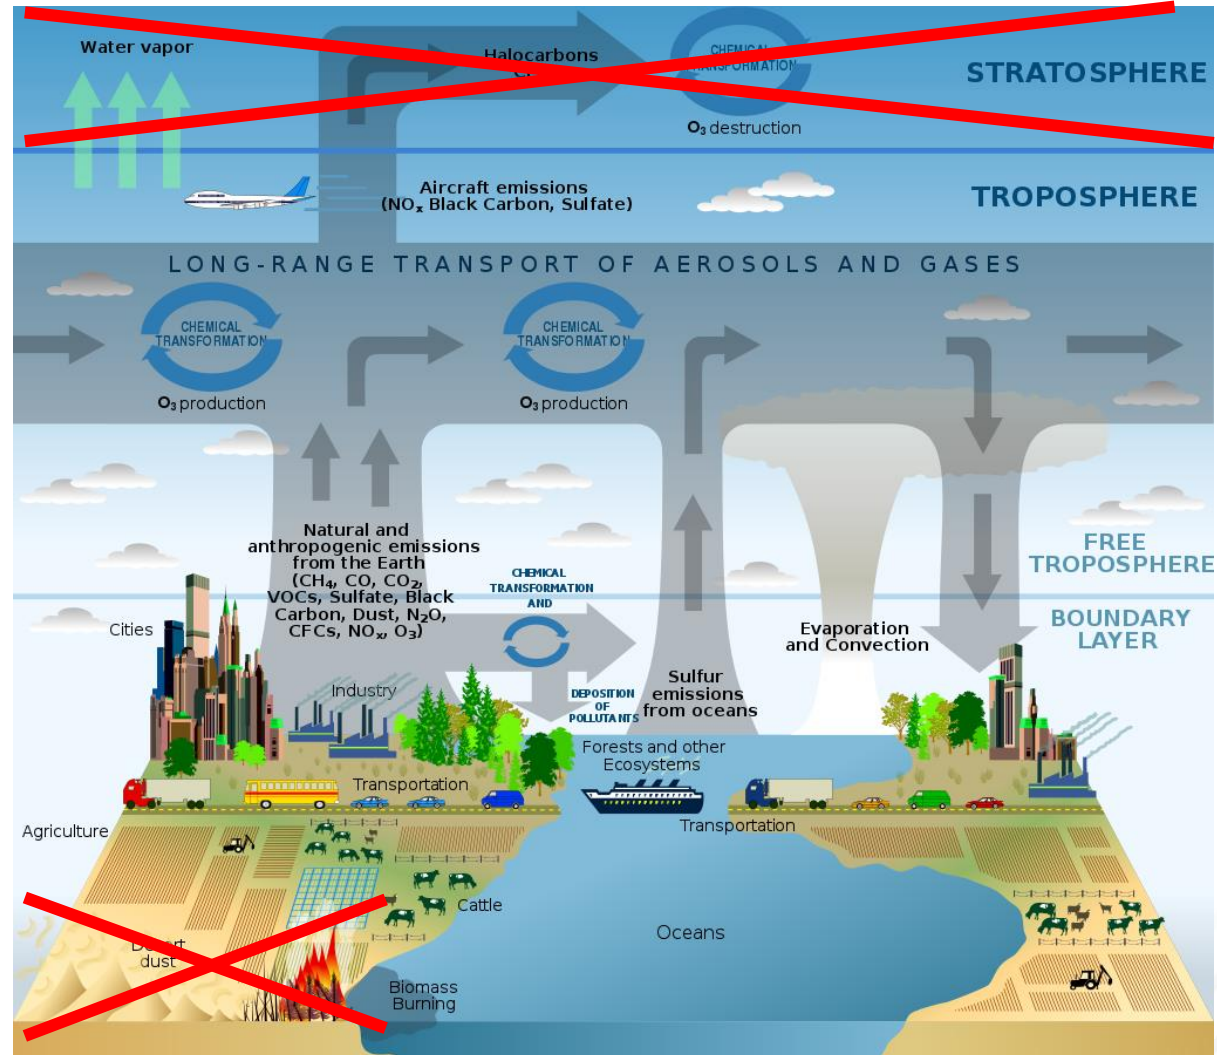 Water vapor
Halocarbons
CHEMICAL
TRANSFORMATION
STRATOSPHERE
O₃ destruction
Aircraft emissions
(NOₓ Black Carbon, Sulfate)
TROPOSPHERE
LONG-RANGE TRANSPORT OF AEROSOLS AND GASES
CHEMICAL
TRANSFORMATION
O₃ production
CHEMICAL
TRANSFORMATION
O₃ production
Natural and
anthropogenic emissions
from the Earth
(CH₄, CO, CO₂,
VOCs, Sulfate, Black
Carbon, Dust, N₂O,
CFCs, NOₓ, O₃)
CHEMICAL
TRANSFORMATION
AND
DEPOSITION
OF
POLLUTANTS
FREE
TROPOSPHERE
BOUNDARY
LAYER
Cities
Industry
Sulfur
emissions
from oceans
Evaporation
and Convection
Forests and other
Ecosystems
Transportation
Transportation
Agriculture
Cattle
Oceans
Desert
dust
Biomass
Burning